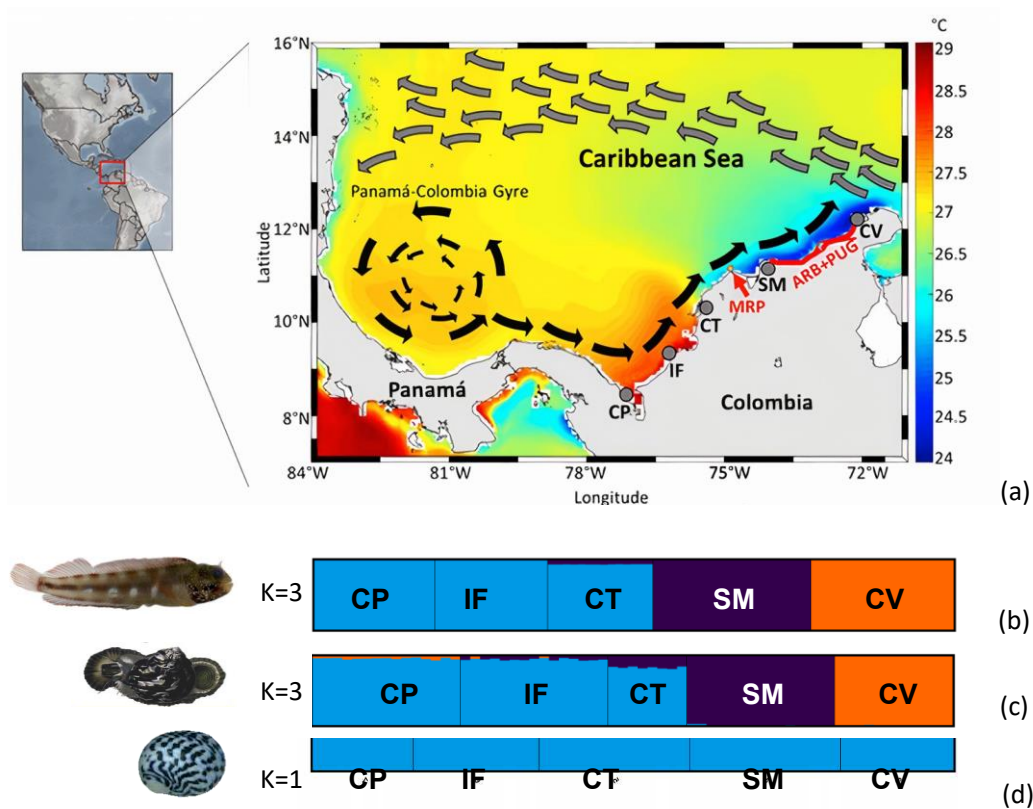 °C
16°N
14°N
12°N
10°N
8°N
Latitude
Caribbean Sea
Panamá-Colombia Gyre
CV
SM
ARB+PUG
MRP
CT
IF
CP
Panamá
Colombia
84°W
81°W
78°W
75°W
72°W
Longitude
29
28.5
28
27.5
27
26.5
26
25.5
25
24.5
24
(a)
K=3
CP IF CT SM CV
(b)
K=3
CP IF CT SM CV
(c)
K=1
CP IF CT SM CV
(d)